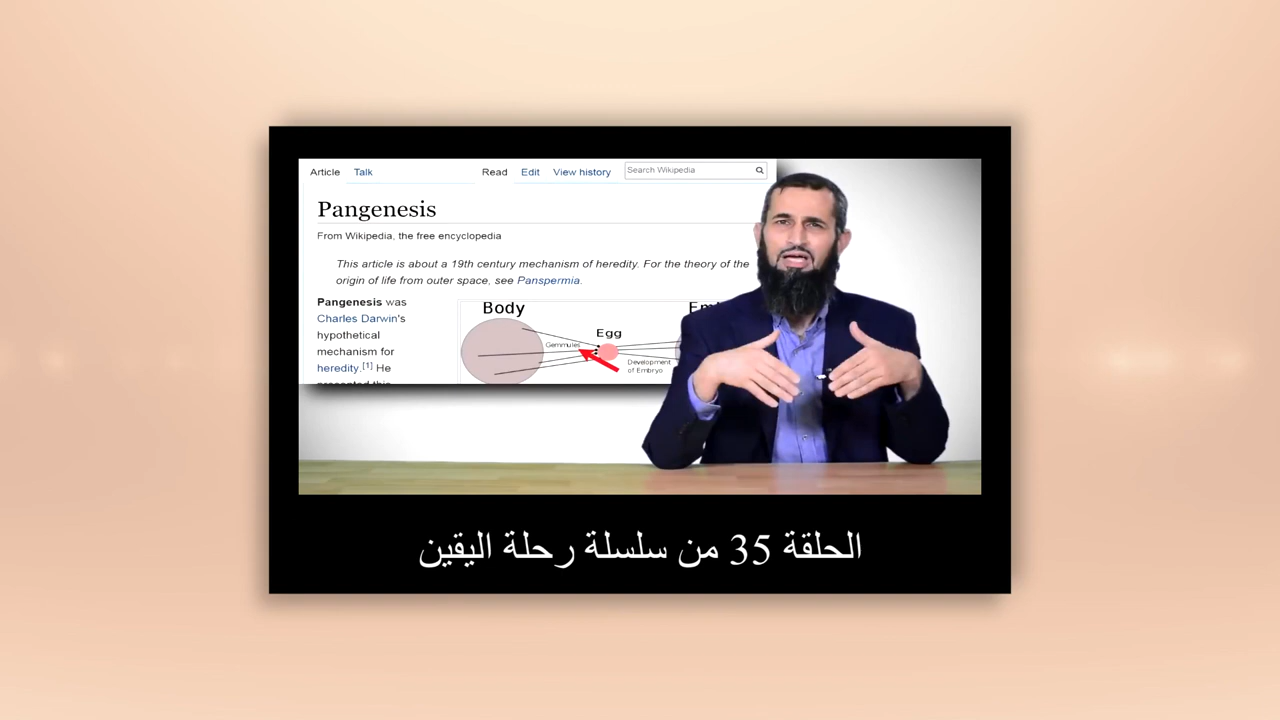 Article Talk Read Edit View history Search Wikipedia
Pangenesis
From Wikipedia, the free encyclopedia
This article is about a 19th century mechanism of heredity. For the theory of the
origin of life from outer space, see Panspermia.
Pangenesis was
Charles Darwin's
hypothetical
mechanism for
heredity.[1] He
Body
Egg
Gemmules
Development
of Embryo
الحلقة 35 من سلسلة رحلة اليقين